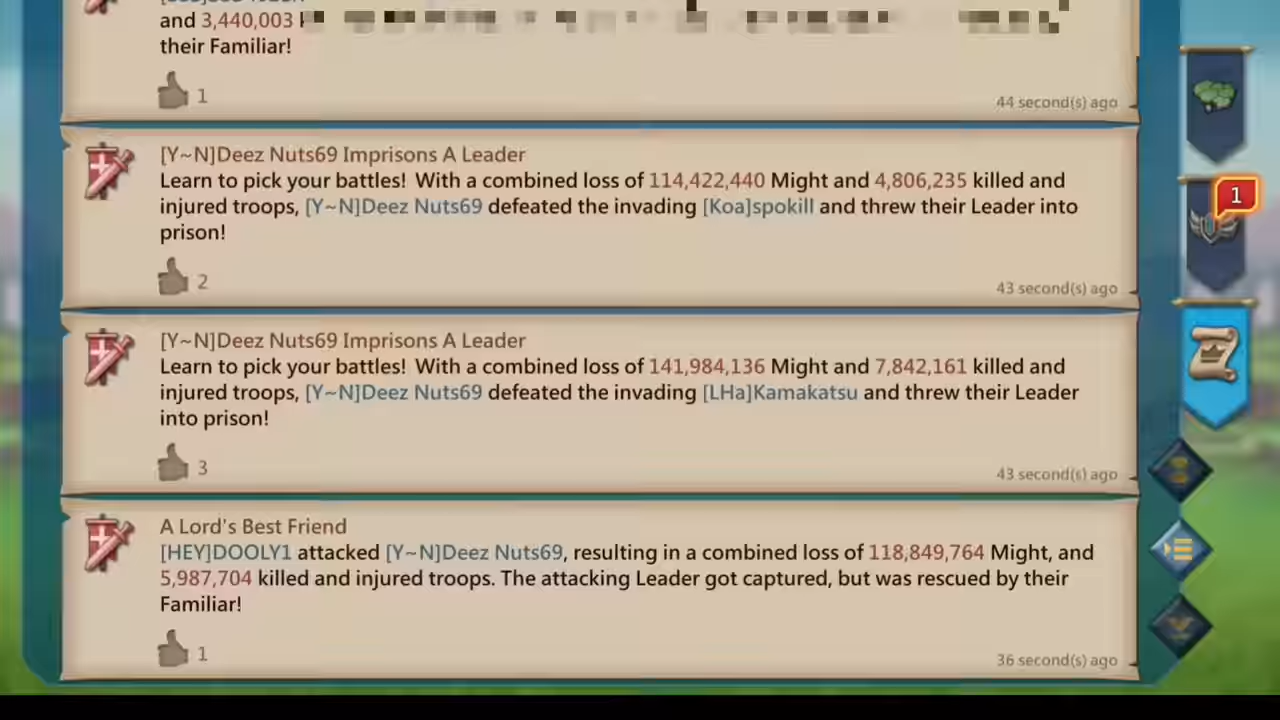 and 3,440,003
their Familiar!
1
44 second(s) ago
1
[Y~N]Deez Nuts69 Imprisons A Leader
Learn to pick your battles! With a combined loss of 114,422,440 Might and 4,806,235 killed and
injured troops, [Y~N]Deez Nuts69 defeated the invading [Koa]spokill and threw their Leader into
prison!
2
43 second(s) ago
[Y~N]Deez Nuts69 Imprisons A Leader
Learn to pick your battles! With a combined loss of 141,984,136 Might and 7,842,161 killed and
injured troops, [Y~N]Deez Nuts69 defeated the invading [LHa]Kamakatsu and threw their Leader
into prison!
3
43 second(s) ago
A Lord's Best Friend
[HEY]DOOLY1 attacked [Y~N]Deez Nuts69, resulting in a combined loss of 118,849,764 Might, and
5,987,704 killed and injured troops. The attacking Leader got captured, but was rescued by their
Familiar!
1
36 second(s) ago